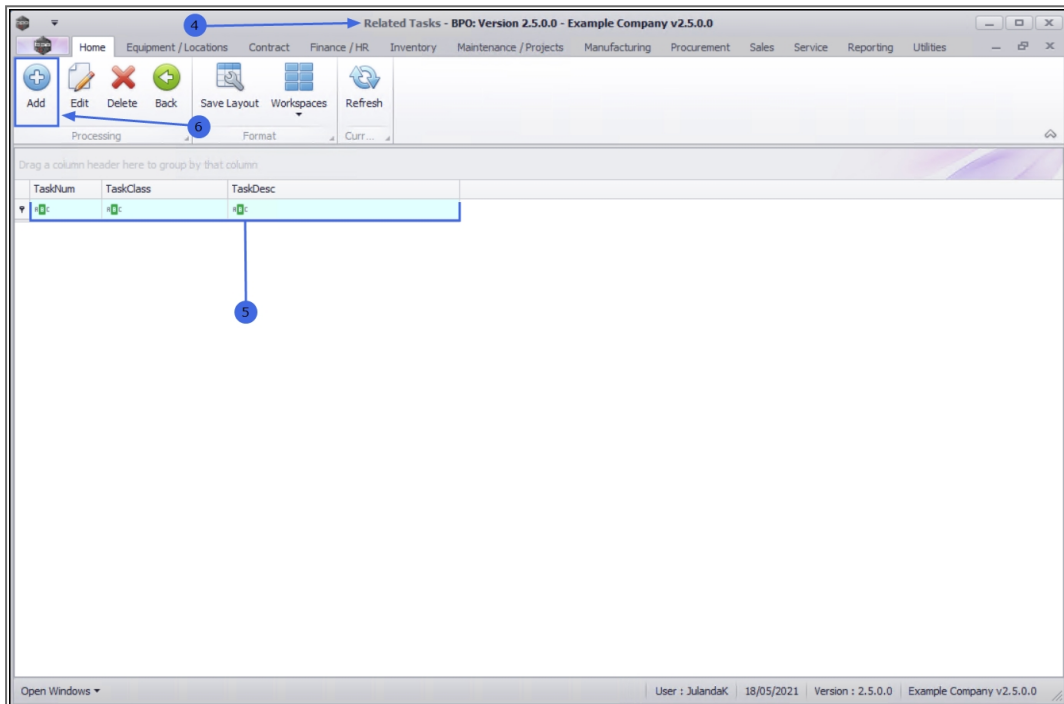 4
Related Tasks - BPO: Version 2.5.0.0 - Example Company v2.5.0.0
Home Equipment / Locations Contract Finance / HR Inventory Maintenance / Projects Manufacturing Procurement Sales Service Reporting Utilities
Add Edit Delete Back Save Layout Workspaces Refresh
6
Processing Format Curr...
Drag a column header here to group by that column
TaskNum TaskClass TaskDesc
5
Open Windows User : JulandaK 18/05/2021 Version : 2.5.0.0 Example Company v2.5.0.0